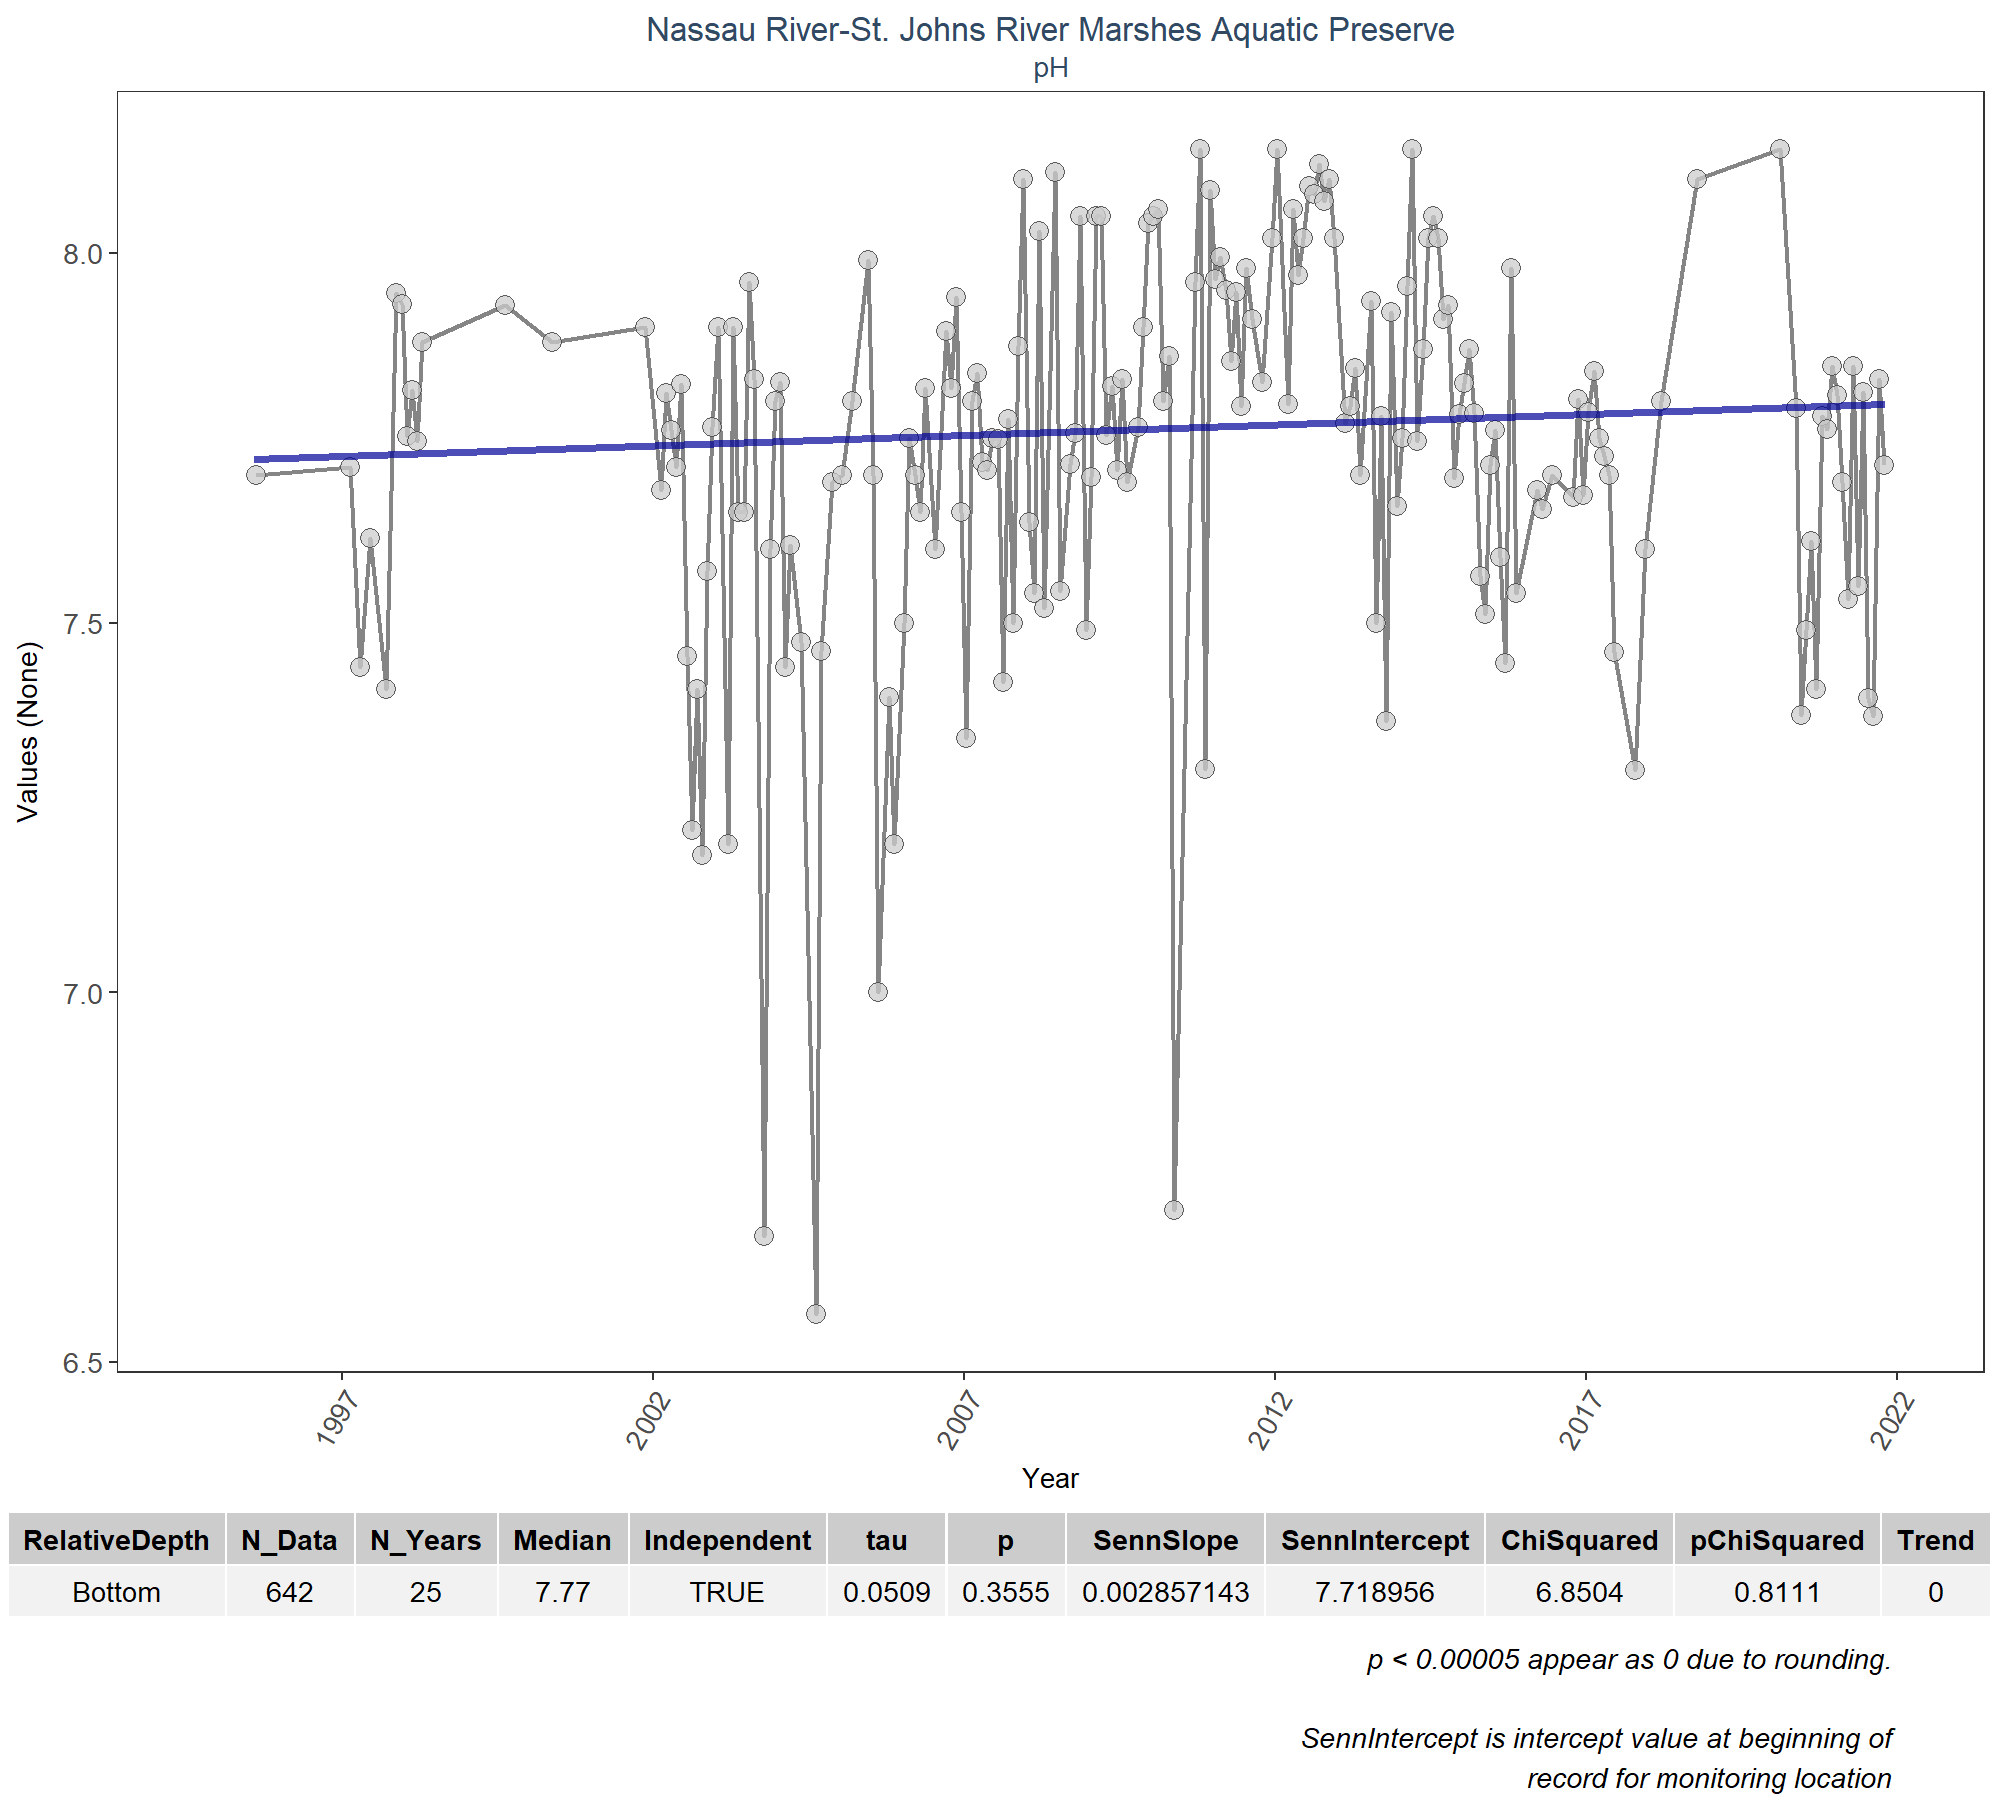 Nassau River-St. Johns River Marshes Aquatic Preserve
pH
8.0
7.5
7.0
6.5
Values (None)
1997
2002
2007
2012
2017
2022
Year
RelativeDepth N_Data N_Years Median Independent tau p SennSlope SennIntercept ChiSquared pChiSquared Trend
Bottom 642 25 7.77 TRUE 0.0509 0.3555 0.002857143 7.718956 6.8504 0.8111 0
p < 0.00005 appear as 0 due to rounding.
SennIntercept is intercept value at beginning of
record for monitoring location